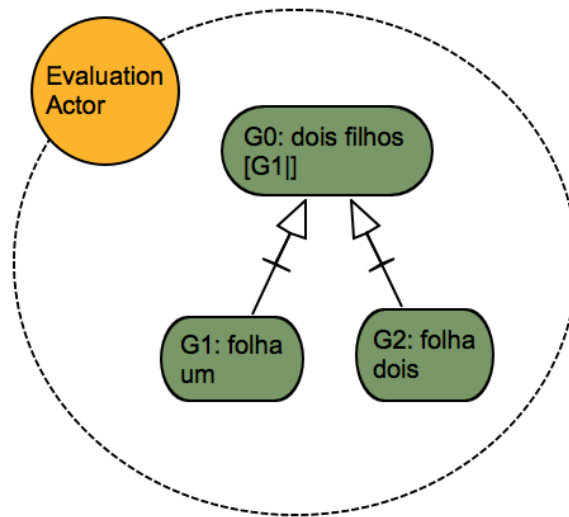 Evaluation
Actor
G0: dois filhos
[G1|]
G1: folha
um
G2: folha
dois